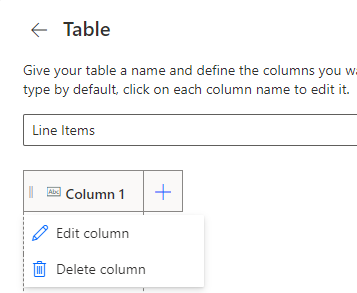 Table
Give your table a name and define the columns you wa
type by default, click on each column name to edit it.
Line Items
Abc Column 1
Edit column
Delete column